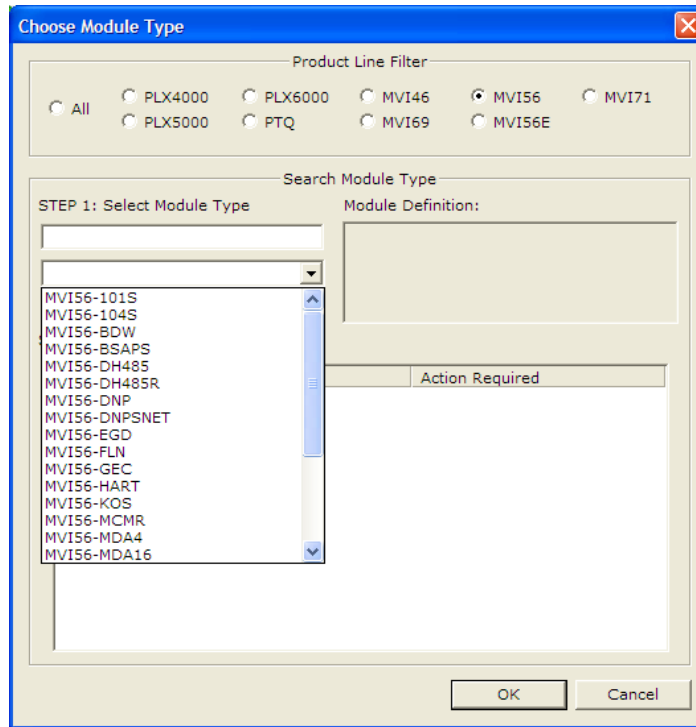 Choose Module Type
Product Line Filter
All
PLX4000
PLX6000
MVI46
MVI56
MVI71
PLX5000
PTQ
MVI69
MVI56E
Search Module Type
STEP 1: Select Module Type
Module Definition:
MVI56-101S
MVI56-104S
MVI56-BDW
MVI56-BSAPS
MVI56-DH485
MVI56-DH485R
MVI56-DNP
MVI56-DNPSNET
MVI56-EGD
MVI56-FLN
MVI56-GEC
MVI56-HART
MVI56-KOS
MVI56-MCMR
MVI56-MDA4
MVI56-MDA16
Action Required
OK
Cancel